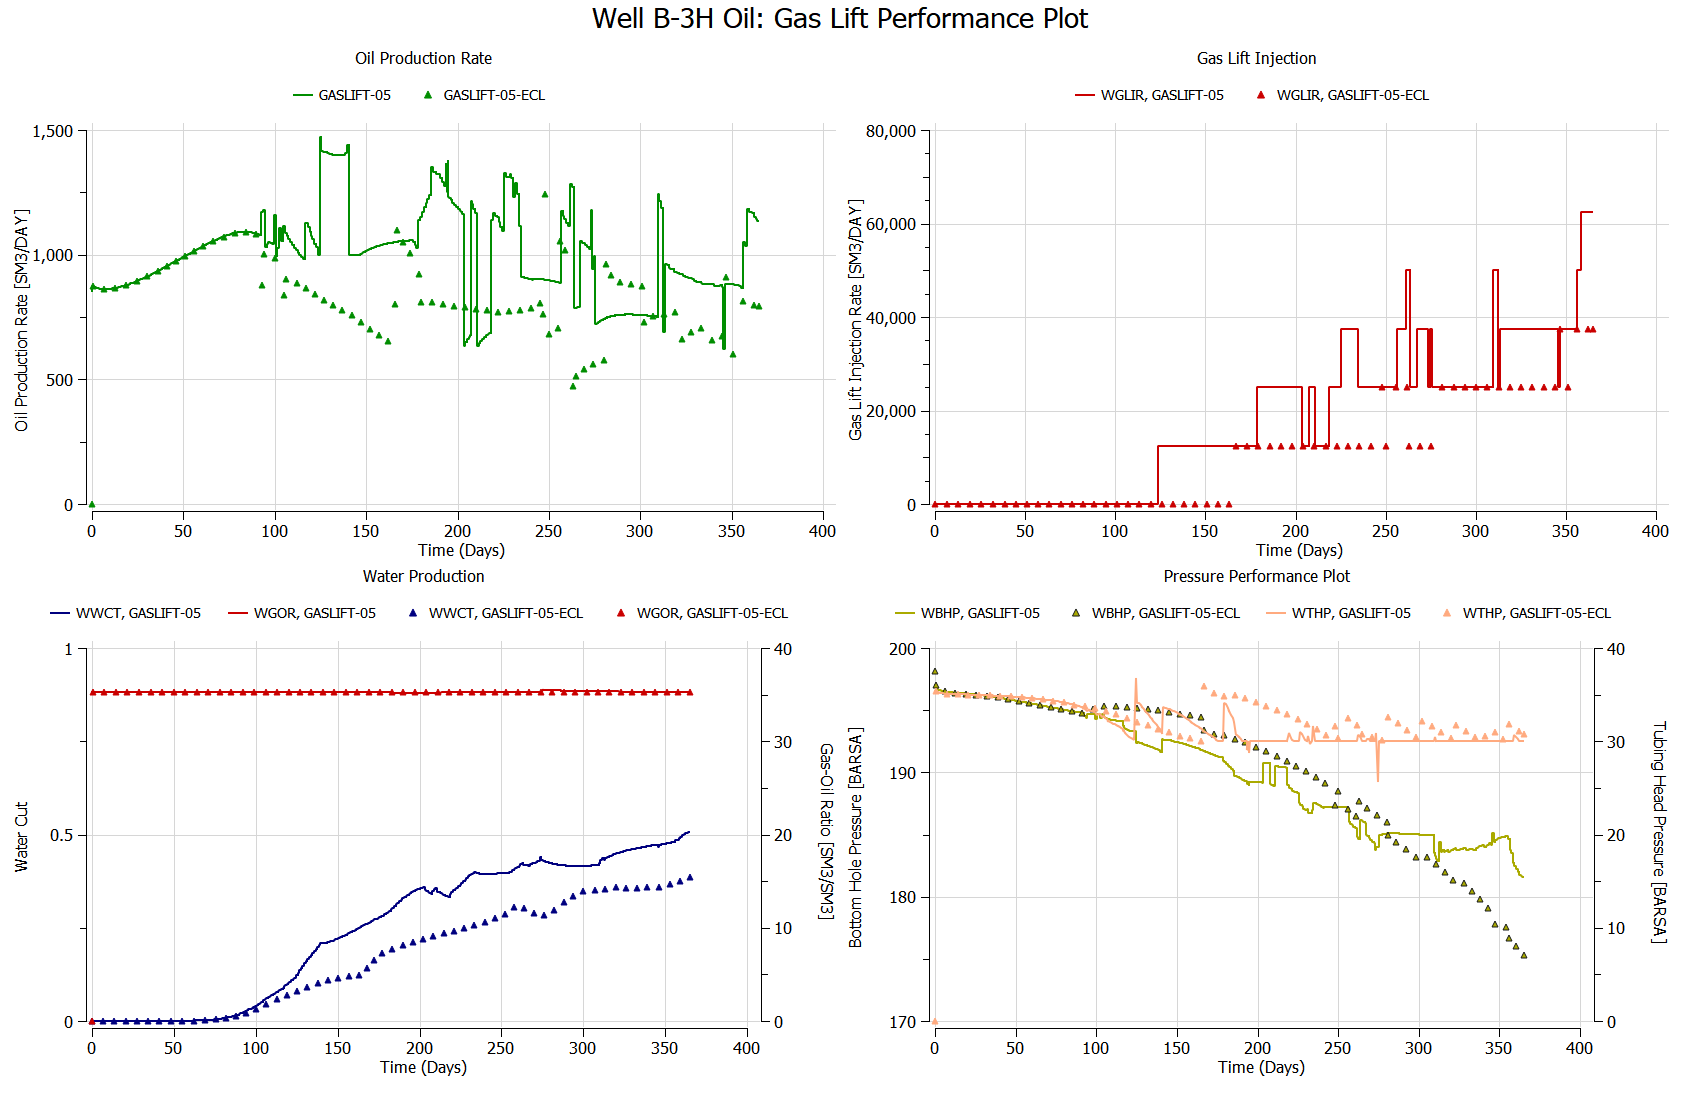 Well B-3H Oil: Gas Lift Performance Plot
Oil Production Rate
GASLIFT-05 GASLIFT-05-ECL
1,500
1,000
500
0
Oil Production Rate [SM3/DAY]
0 50 100 150 200 250 300 350 400
Time (Days)
Gas Lift Injection
WGLIR, GASLIFT-05 WGLIR, GASLIFT-05-ECL
80,000
60,000
40,000
20,000
0
Gas Lift Injection Rate [SM3/DAY]
0 50 100 150 200 250 300 350 400
Time (Days)
Water Production
WWCT, GASLIFT-05 WGOR, GASLIFT-05 WWCT, GASLIFT-05-ECL WGOR, GASLIFT-05-ECL
1
0.5
0
Water Cut
40
30
20
10
0
Gas-Oil Ratio [SM3/SM3]
0 50 100 150 200 250 300 350 400
Time (Days)
Pressure Performance Plot
WBHP, GASLIFT-05 WBHP, GASLIFT-05-ECL WTHP, GASLIFT-05 WTHP, GASLIFT-05-ECL
200
190
180
170
Bottom Hole Pressure [BARSA]
40
30
20
10
0
Tubing Head Pressure [BARSA]
0 50 100 150 200 250 300 350 400
Time (Days)